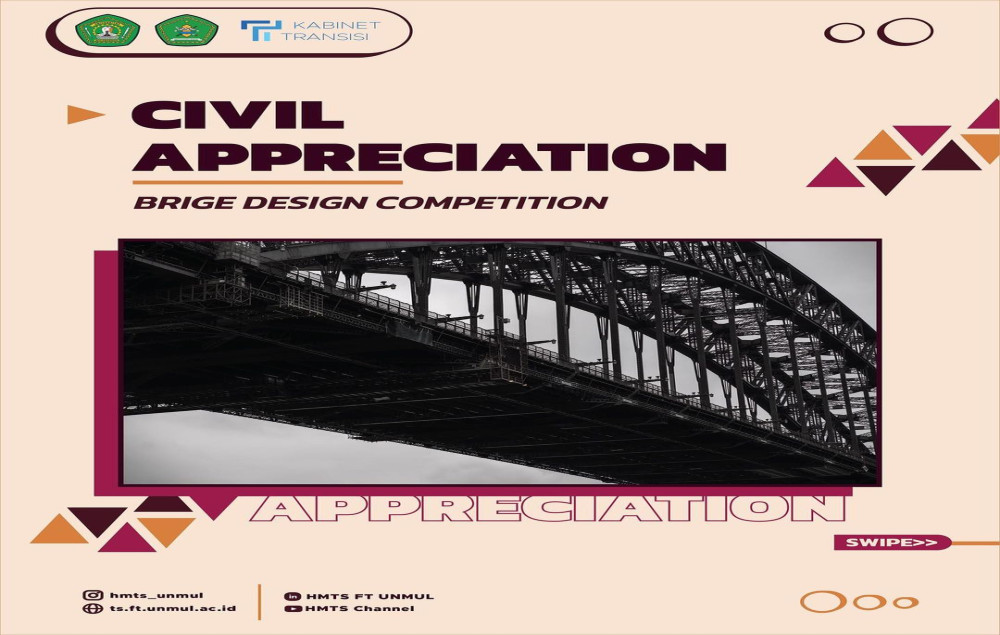 KABINET
TRANSISI
CIVIL
APPRECIATION
BRIGE DESIGN COMPETITION
APPRECIATION
SWIPE>>
hmts_unmul
HMTS FT UNMUL
ts.ft.unmul.ac.id
HMTS Channel